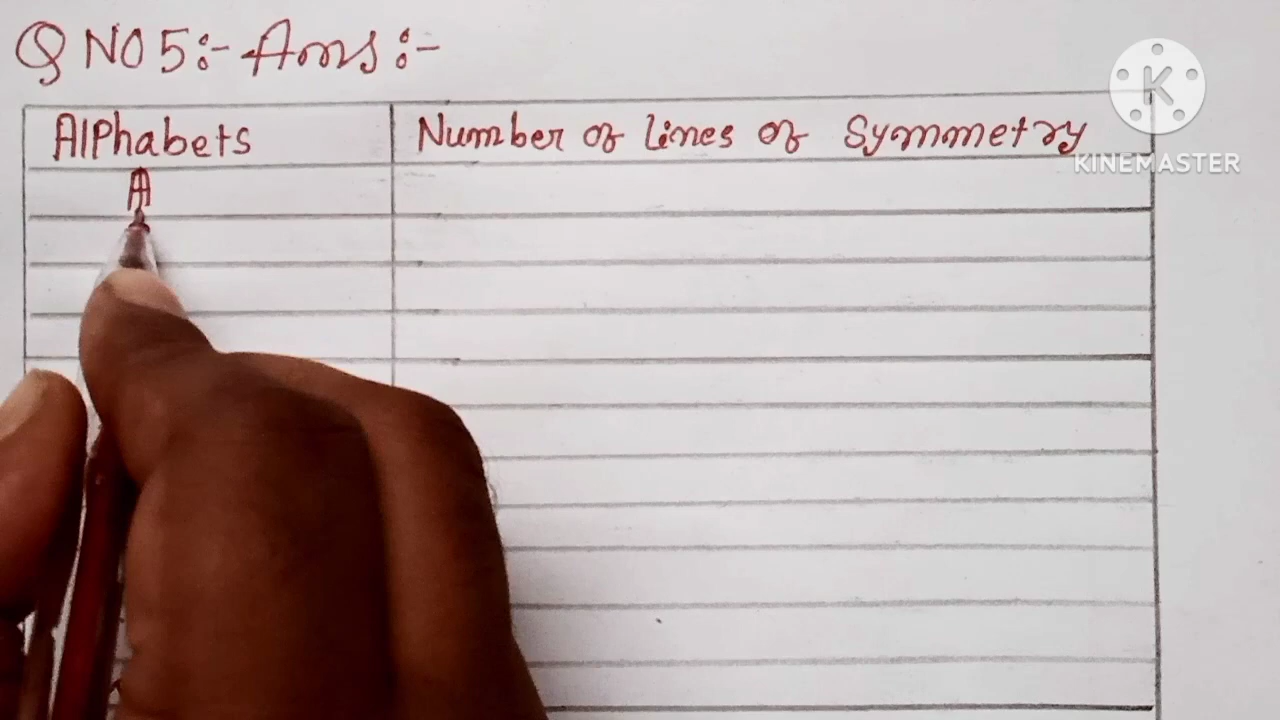 Q NO 5:- Ans :-
Alphabets Number of lines of Symmetry
A
K
KINEMASTER